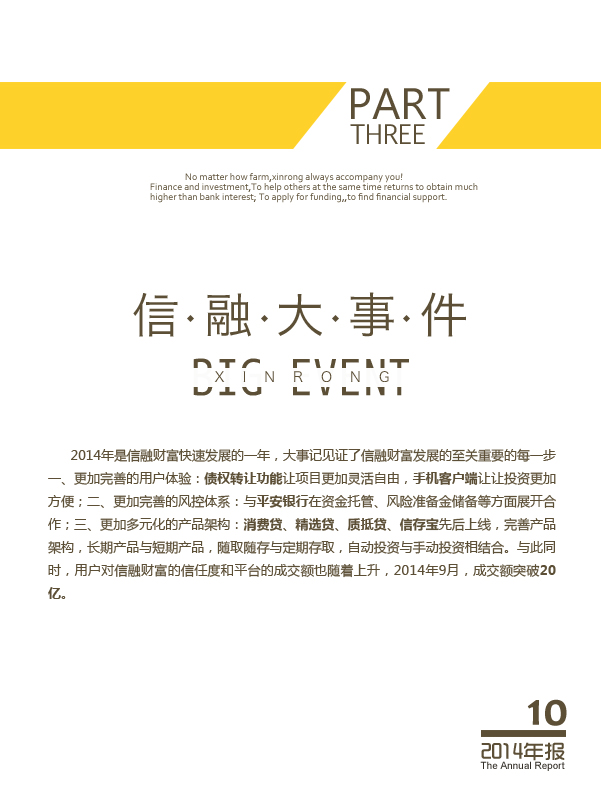 PART
THREE
No matter how farm,xinrong always accompany you!
Finance and investment,To help others at the same time returns to obtain much
higher than bank interest; To apply for funding,,to find financial support.
信·融·大·事·件
BIG EVENT
XINRONG
2014年是信融财富快速发展的一年，大事记见证了信融财富发展的至关重要的每一步
一、更加完善的用户体验：债权转让功能让项目更加灵活自由，手机客户端让让投资更加
方便；二、更加完善的风控体系：与平安银行在资金托管、风险准备金储备等方面展开合
作；三、更加多元化的产品架构：消费贷、精选贷、质抵贷、信存宝先后上线，完善产品
架构，长期产品与短期产品，随取随存与定期存取，自动投资与手动投资相结合。与此同
时，用户对信融财富的信任度和平台的成交额也随着上升，2014年9月，成交额突破20
亿。
10
2014年报
The Annual Report